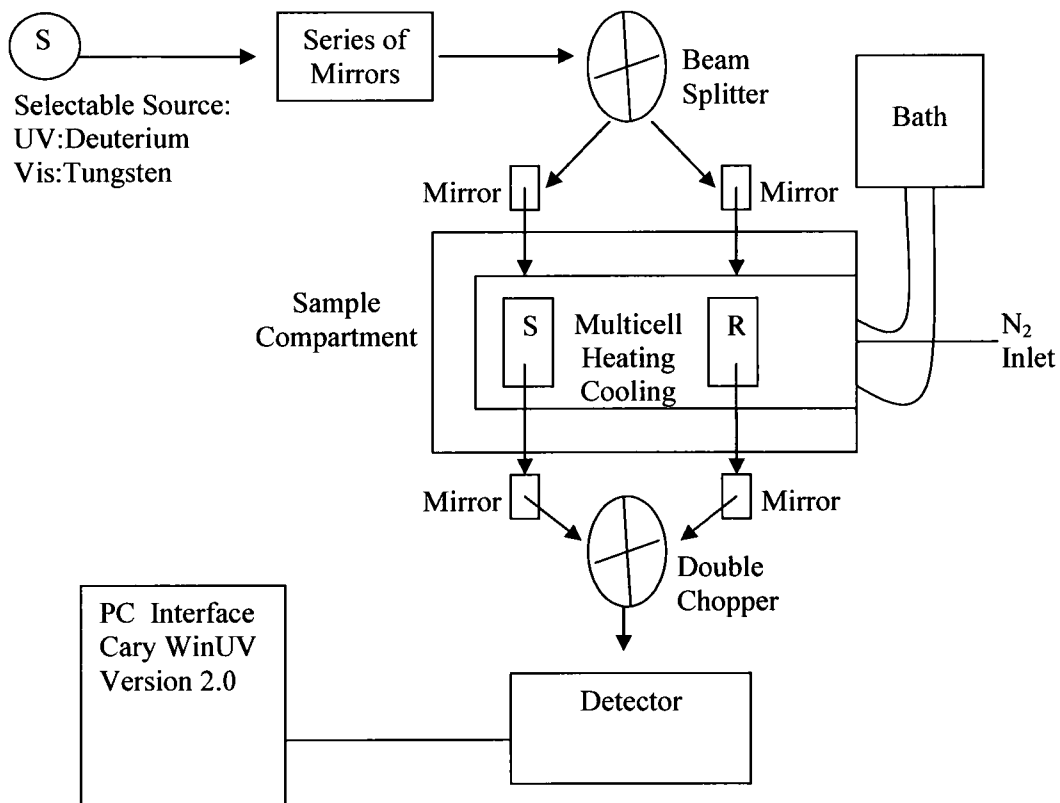 S
Series of
Mirrors
Beam
Splitter
Selectable Source:
UV:Deuterium
Vis:Tungsten
Bath
Mirror
Mirror
Sample
Compartment
S
Multicell
Heating
Cooling
R
N₂
Inlet
Mirror
Mirror
Double
Chopper
PC Interface
Cary WinUV
Version 2.0
Detector